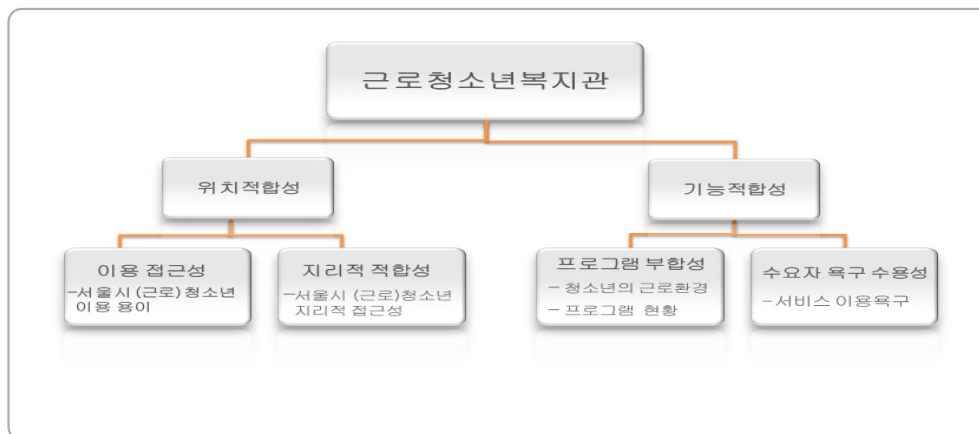 근로청소년복지관
위치적합성
기능적합성
이용 접근성
–서울시 (근로)청소년
이용 용이
지리적 적합성
–서울시 (근로)청소년
지리적 접근성
프로그램 부합성
– 청소년의 근로환경
– 프로그램 현황
수요자 욕구 수용성
– 서비스 이용욕구